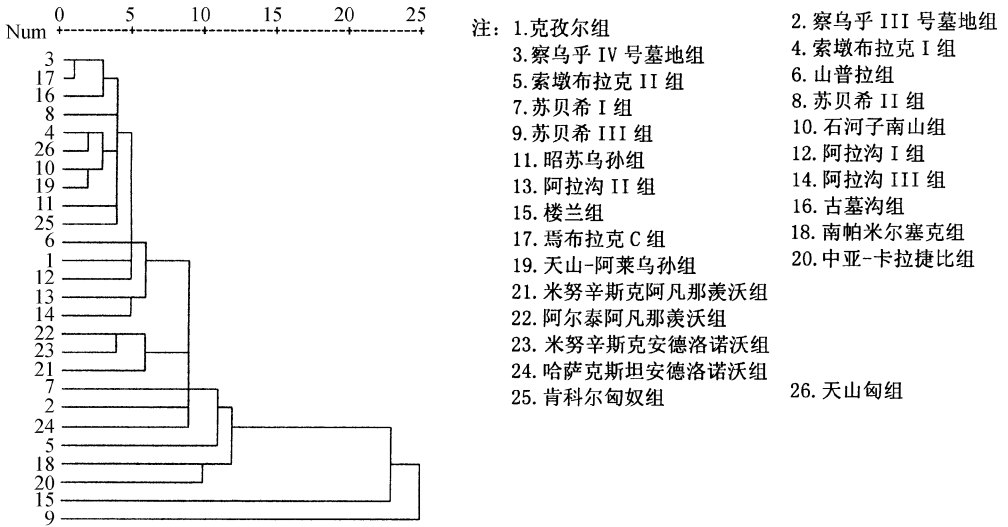 0 5 10 15 20 25
Num
3
17
16
8
4
26
10
19
11
25
6
1
12
13
14
22
23
21
7
2
24
5
18
20
15
9
注：1.克孜尔组 2.察乌乎 III 号墓地组
3.察乌乎 IV 号墓地组 4.索墩布拉克 I 组
5.索墩布拉克 II 组 6.山普拉组
7.苏贝希 I 组 8.苏贝希 II 组
9.苏贝希 III 组 10.石河子南山组
11.昭苏乌孙组 12.阿拉沟 I 组
13.阿拉沟 II 组 14.阿拉沟 III 组
15.楼兰组 16.古墓沟组
17.焉布拉克 C 组 18.南帕米尔塞克组
19.天山-阿莱乌孙组 20.中亚-卡拉捷比组
21.米努辛斯克阿凡那羡沃组
22.阿尔泰阿凡那羡沃组
23.米努辛斯克安德洛诺沃组
24.哈萨克斯坦安德洛诺沃组
25.肯科尔匈奴组 26.天山匈组